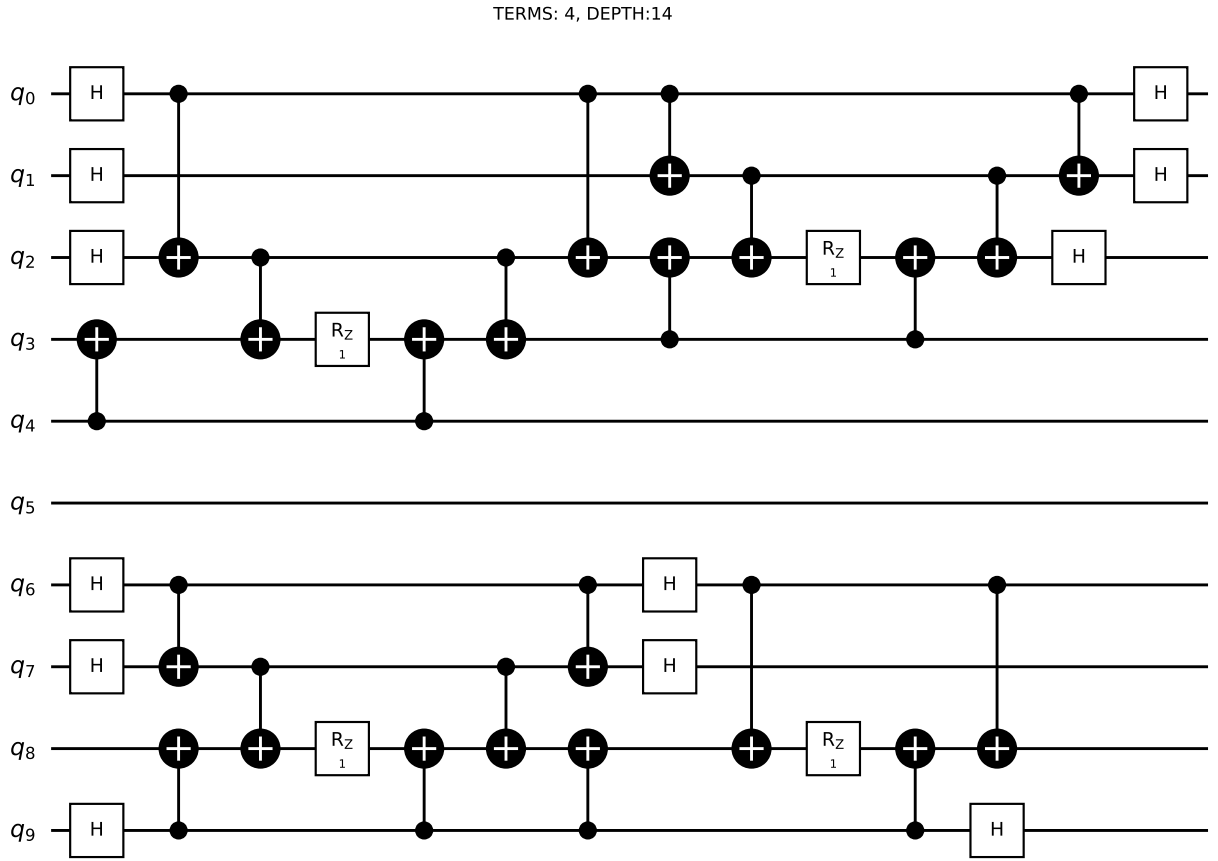 TERMS: 4, DEPTH:14
q0 H H
q1 H H
q2 H RZ 1 H
q3 RZ 1
q4
q5
q6 H H
q7 H H
q8 RZ 1 RZ 1
q9 H H